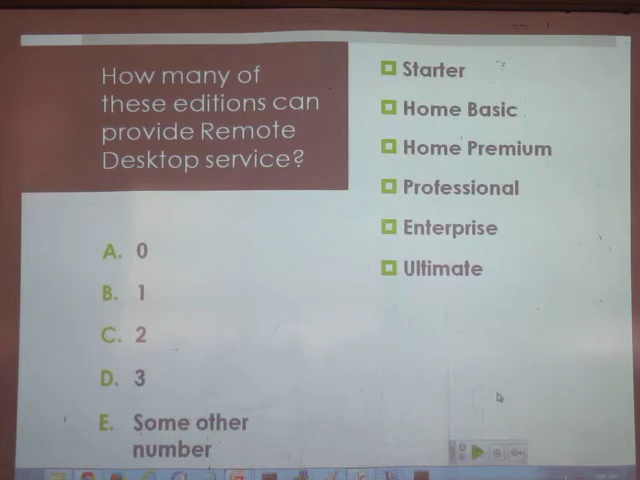 How many of
these editions can
provide Remote
Desktop service?
Starter
Home Basic
Home Premium
Professional
Enterprise
Ultimate
A. 0
B. 1
C. 2
D. 3
E. Some other
number